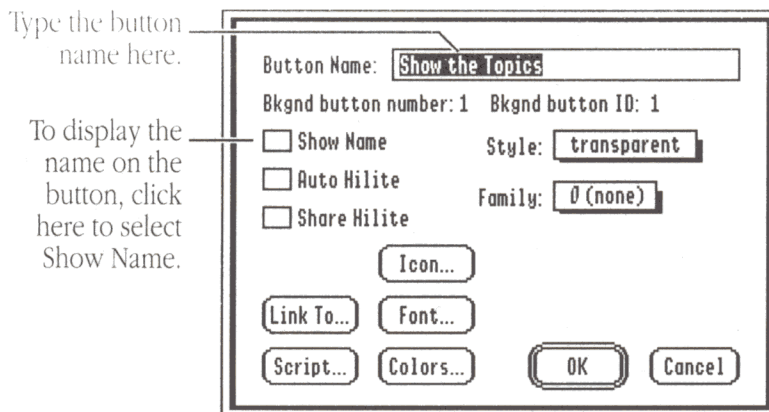 Type the button
name here.
Button Name: Show the Topics
Bkgnd button number: 1 Bkgnd button ID: 1
To display the
name on the
button, click
here to select
Show Name.
Show Name
Auto Hilite
Share Hilite
Style: transparent
Family: 0 (none)
Icon...
Link To... Font...
Script... Colors... OK Cancel